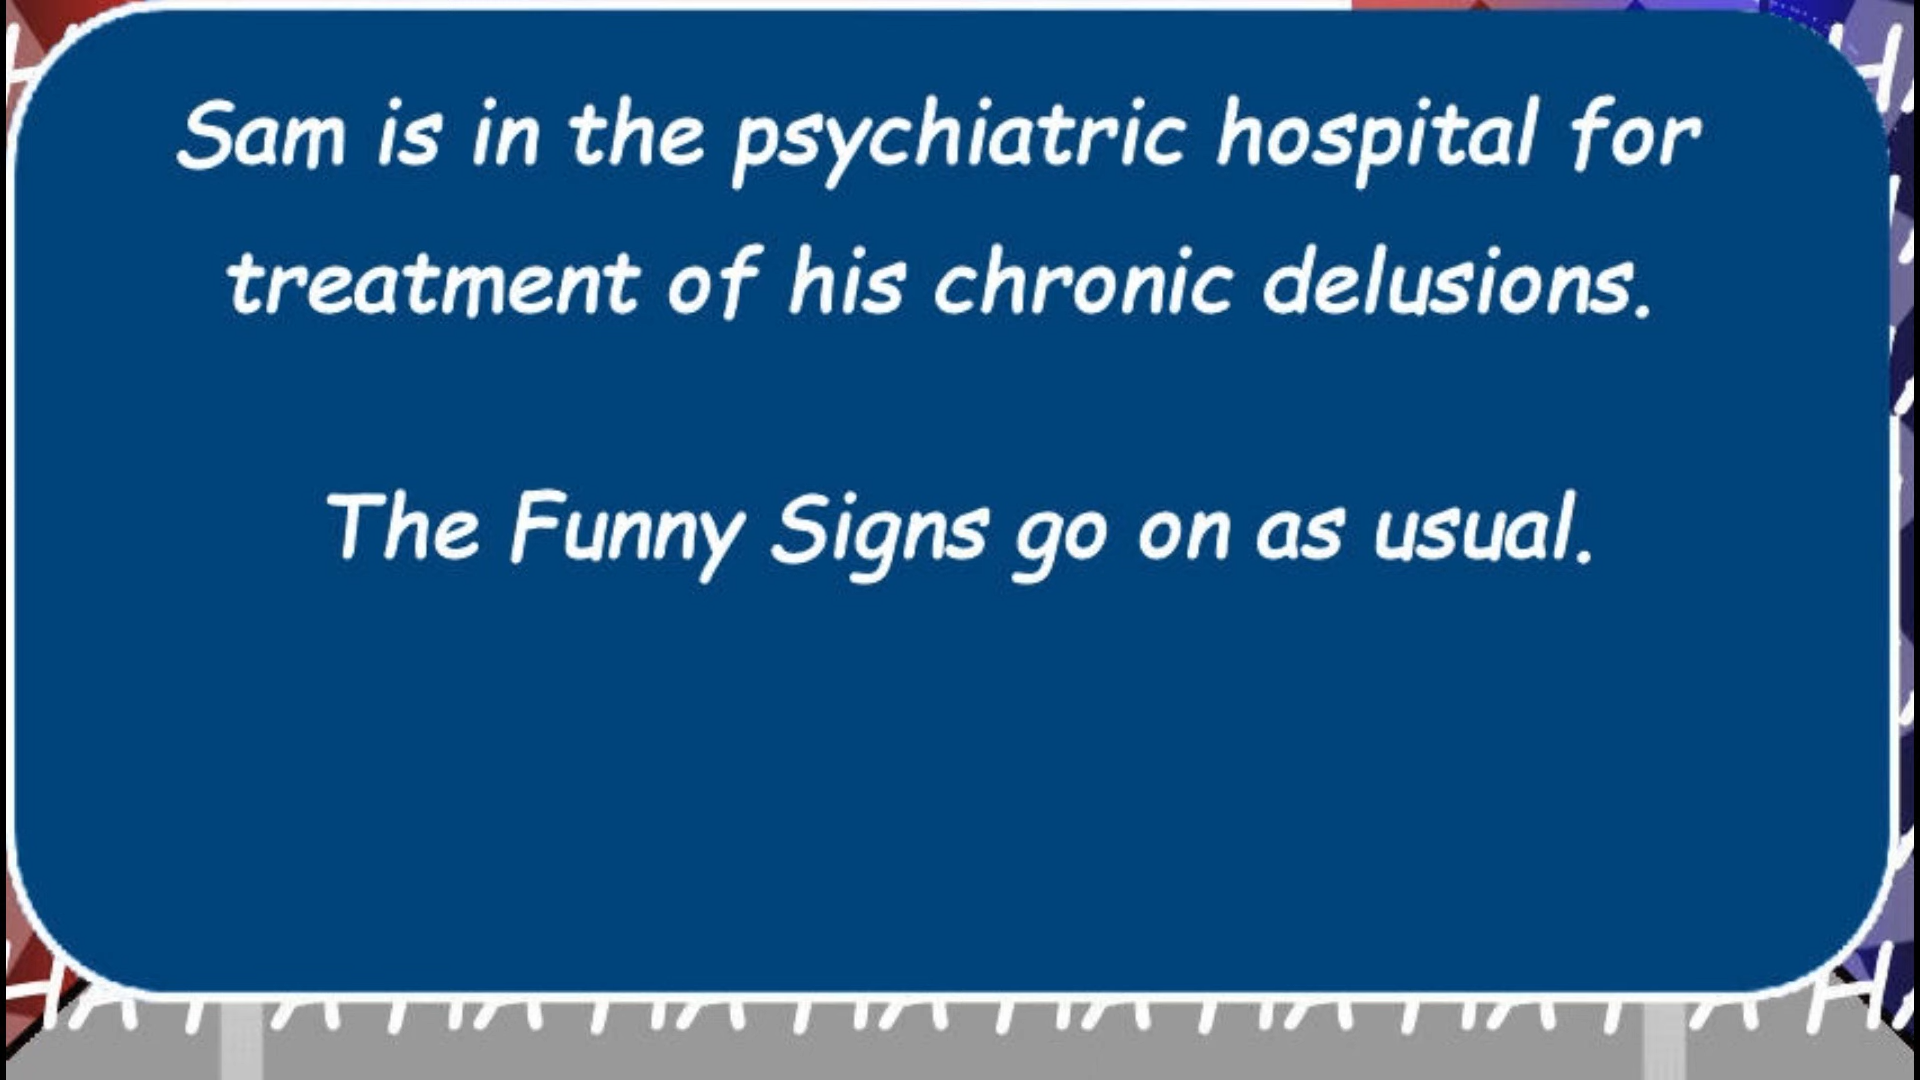 Sam is in the psychiatric hospital for
treatment of his chronic delusions.
The Funny Signs go on as usual.